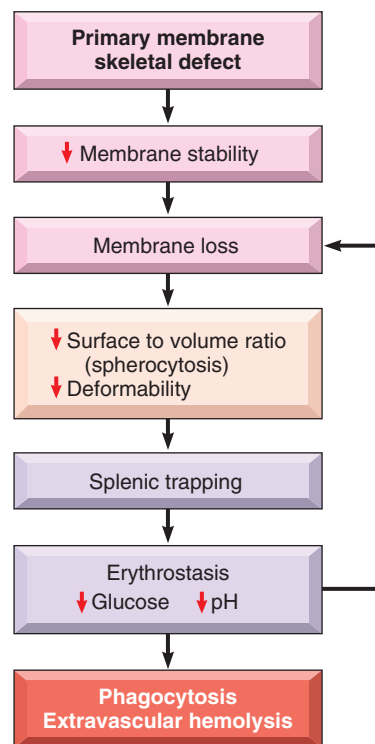 Primary membrane
skeletal defect
↓ Membrane stability
Membrane loss
↓ Surface to volume ratio
(spherocytosis)
↓ Deformability
Splenic trapping
Erythrostasis
↓ Glucose ↓ pH
Phagocytosis
Extravascular hemolysis